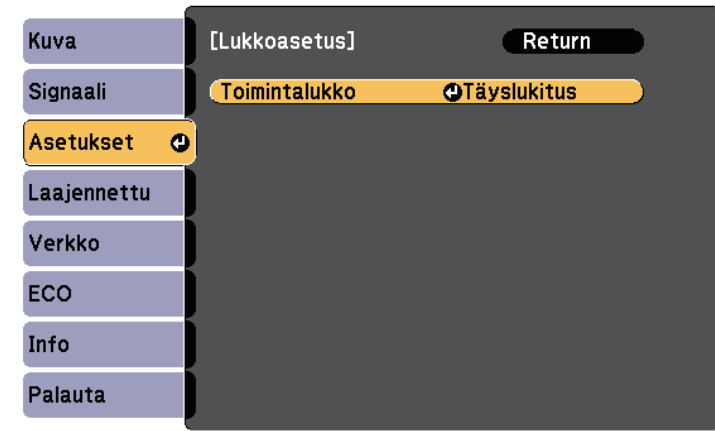 Kuva
Signaali
Asetukset
Laajennettu
Verkko
ECO
Info
Palauta
[Lukkoasetus] Return
Toimintalukko Täyslukitus